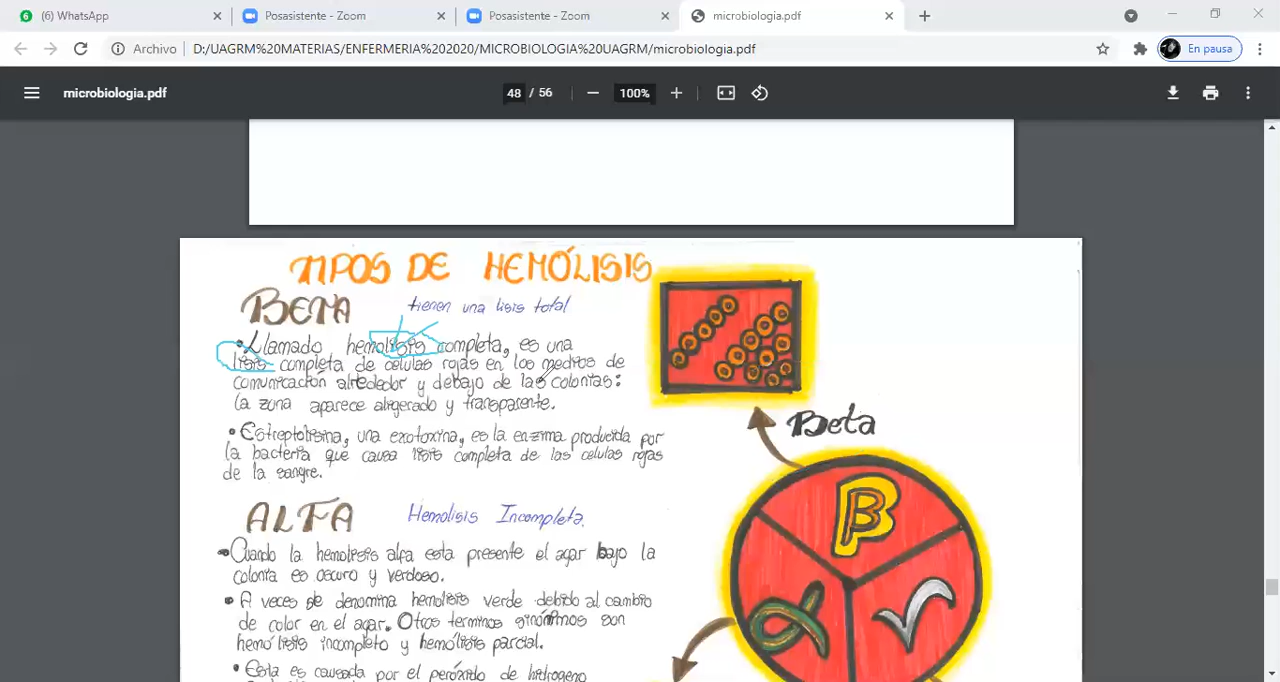 (6) WhatsApp
Posasistente - Zoom
Posasistente - Zoom
microbiologia.pdf
Archivo
D:/UAGRM%20MATERIAS/ENFERMERIA%202020/MICROBIOLOGIA%20UAGRM/microbiologia.pdf
En pausa
microbiologia.pdf
48 / 56
100%
TIPOS DE HEMÓLISIS
BETA tienen una lisis total
• Llamado hemolisis completa, es una
lisis completa de celulas rojas en los medios de
comunicación alrededor y debajo de las colonias:
la zona aparece aligerado y transparente.
• Estreptolisina, una exotoxina, es la enzima producida por
la bacteria que causa lisis completa de las celulas rojas
de la sangre.
Beta
β
α
ALFA Hemolisis Incompleta.
• Cuando la hemolisis alfa esta presente el agar bajo la
colonia es oscuro y verdoso.
• A veces se denomina hemolisis verde debido al cambio
de color en el agar. Otros terminos sinónimos son
hemólisis incompleto y hemólisis parcial.
• Esta es causada por el peróxido de hidrogeno